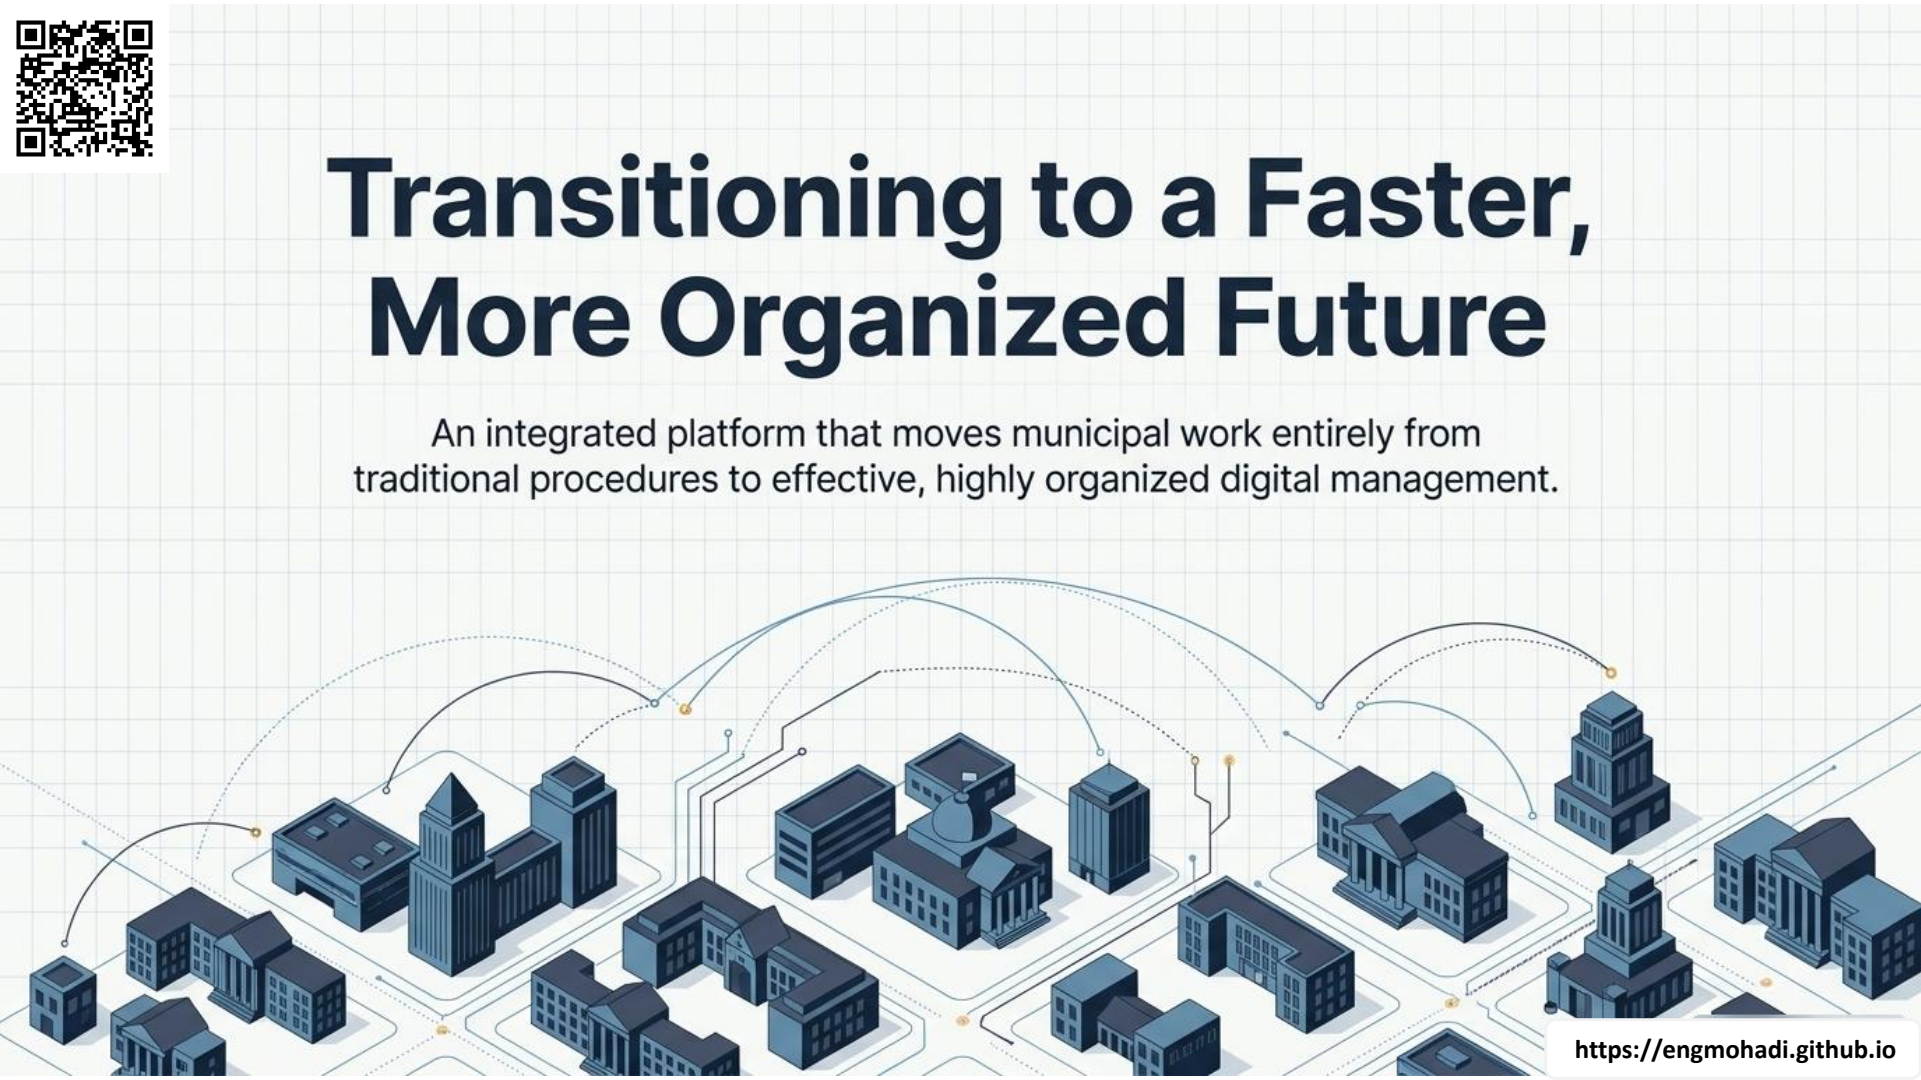 Transitioning to a Faster,
More Organized Future
An integrated platform that moves municipal work entirely from
traditional procedures to effective, highly organized digital management.
https://engmohadi.github.io